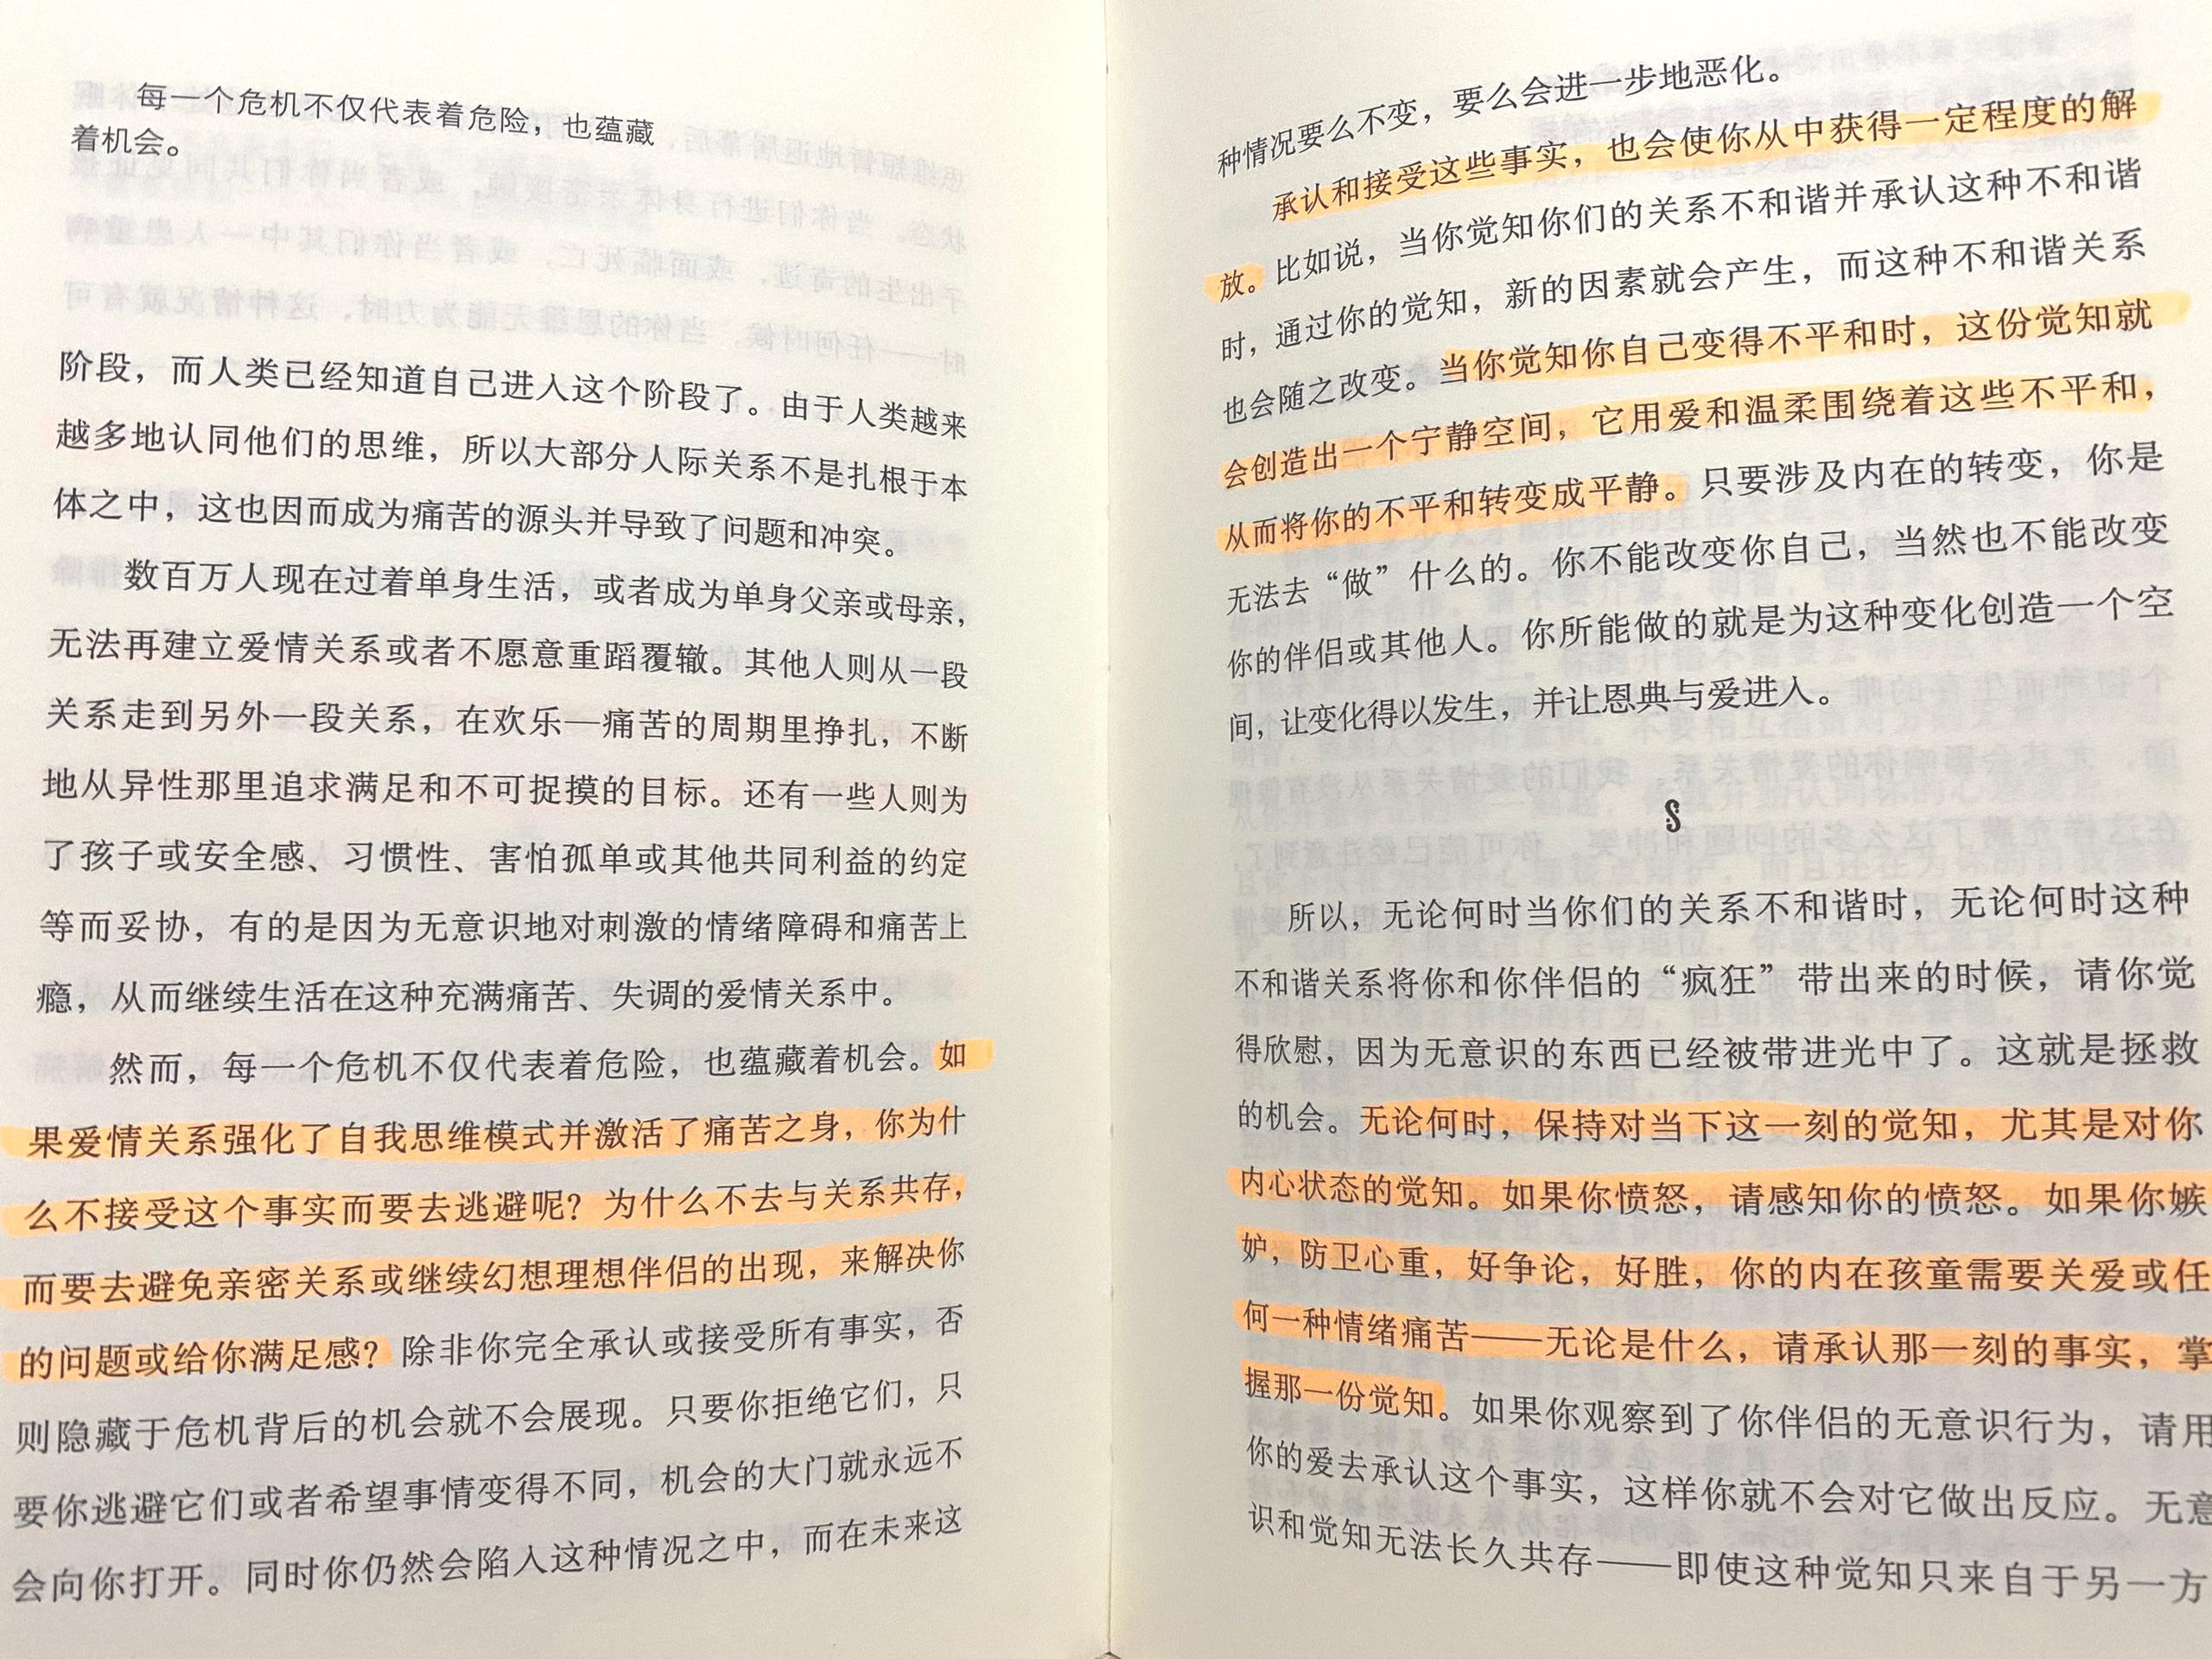 每一个危机不仅代表着危险，也蕴藏
着机会。
阶段，而人类已经知道自己进入这个阶段了。由于人类越来
越多地认同他们的思维，所以大部分人际关系不是扎根于本
体之中，这也因而成为痛苦的源头并导致了问题和冲突。
数百万人现在过着单身生活，或者成为单身父亲或母亲，
无法再建立爱情关系或者不愿意重蹈覆辙。其他人则从一段
关系走到另外一段关系，在欢乐—痛苦的周期里挣扎，不断
地从异性那里追求满足和不可捉摸的目标。还有一些人则为
了孩子或安全感、习惯性、害怕孤单或其他共同利益的约定
等而妥协，有的是因为无意识地对刺激的情绪障碍和痛苦上
瘾，从而继续生活在这种充满痛苦、失调的爱情关系中。
然而，每一个危机不仅代表着危险，也蕴藏着机会。如
果爱情关系强化了自我思维模式并激活了痛苦之身，你为什
么不接受这个事实而要去逃避呢？为什么不去与关系共存，
而要去避免亲密关系或继续幻想理想伴侣的出现，来解决你
的问题或给你满足感？除非你完全承认或接受所有事实，否
则隐藏于危机背后的机会就不会展现。只要你拒绝它们，只
要你逃避它们或者希望事情变得不同，机会的大门就永远不
会向你打开。同时你仍然会陷入这种情况之中，而在未来这
种情况要么不变，要么会进一步地恶化。
承认和接受这些事实，也会使你从中获得一定程度的解
放。比如说，当你觉知你们的关系不和谐并承认这种不和谐
时，通过你的觉知，新的因素就会产生，而这种不和谐关系
也会随之改变。当你觉知你自己变得不平和时，这份觉知就
会创造出一个宁静空间，它用爱和温柔围绕着这些不平和，
从而将你的不平和转变成平静。只要涉及内在的转变，你是
无法去“做”什么的。你不能改变你自己，当然也不能改变
你的伴侣或其他人。你所能做的就是为这种变化创造一个空
间，让变化得以发生，并让恩典与爱进入。
所以，无论何时当你们的关系不和谐时，无论何时这种
不和谐关系将你和你伴侣的“疯狂”带出来的时候，请你觉
得欣慰，因为无意识的东西已经被带进光中了。这就是拯救
的机会。无论何时，保持对当下这一刻的觉知，尤其是对你
内心状态的觉知。如果你愤怒，请感知你的愤怒。如果你嫉
妒，防卫心重，好争论，好胜，你的内在孩童需要关爱或任
何一种情绪痛苦——无论是什么，请承认那一刻的事实，掌
握那一份觉知。如果你观察到了你伴侣的无意识行为，请用
你的爱去承认这个事实，这样你就不会对它做出反应。无意
识和觉知无法长久共存——即使这种觉知只来自于另一方